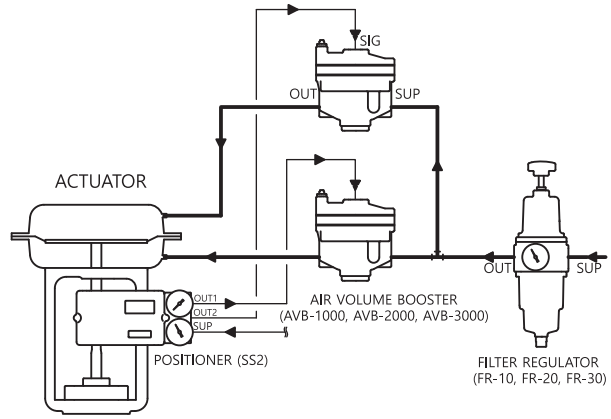 SIG
OUT
SUP
ACTUATOR
OUT
SUP
OUT1
OUT2
SUP
AIR VOLUME BOOSTER
(AVB-1000, AVB-2000, AVB-3000)
POSITIONER (SS2)
FILTER REGULATOR
(FR-10, FR-20, FR-30)